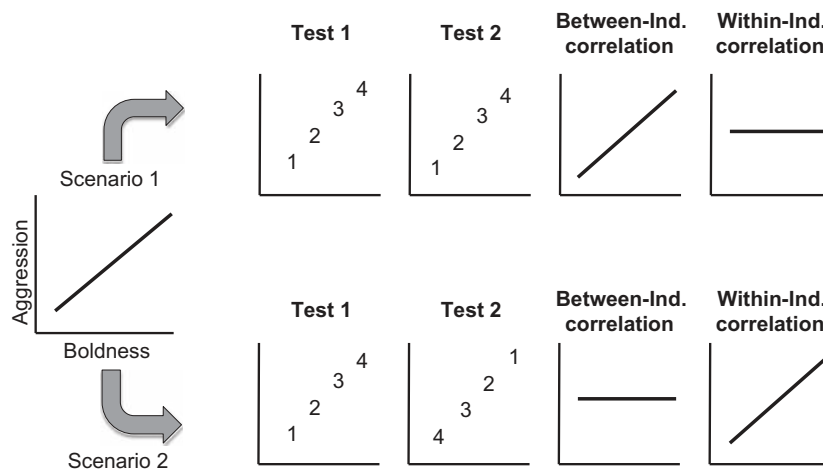 Test 1
Test 2
Between-Ind.
correlation
Within-Ind.
correlation
1
2
3
4
1
2
3
4
Scenario 1
Aggression
Boldness
Test 1
Test 2
Between-Ind.
correlation
Within-Ind.
correlation
1
2
3
4
4
3
2
1
Scenario 2